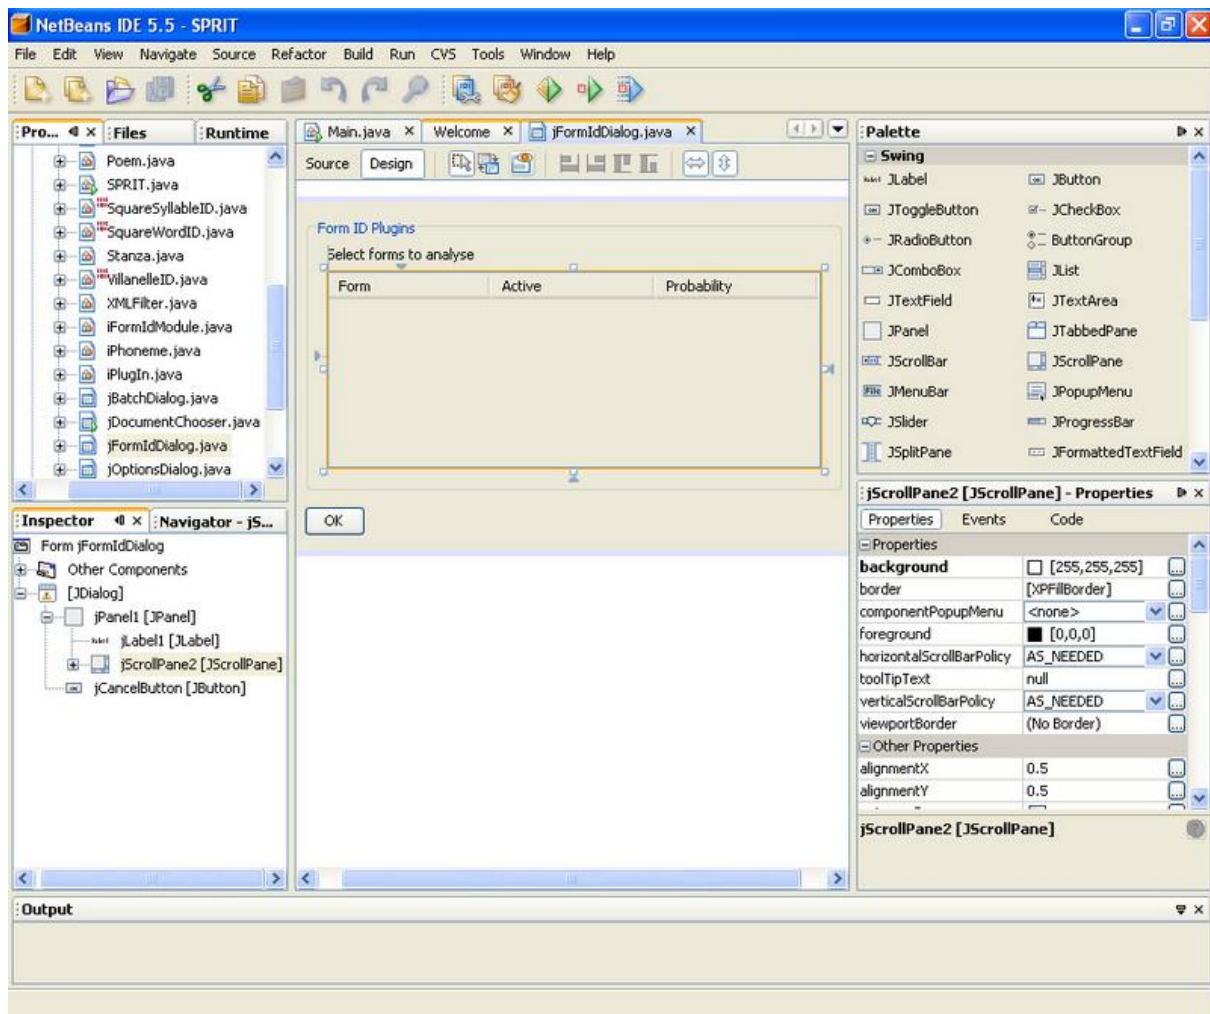 NetBeans IDE 5.5 - SPRIT
File Edit View Navigate Source Refactor Build Run CVS Tools Window Help
Pro... Files Runtime
Poem.java
SPRIT.java
SquareSyllableID.java
SquareWordID.java
Stanza.java
VillanelleID.java
XMLFilter.java
iFormIdModule.java
iPhoneme.java
iPlugIn.java
jBatchDialog.java
jDocumentChooser.java
jFormIdDialog.java
jOptionsDialog.java
Inspector Navigator - jS...
Form jFormIdDialog
Other Components
[JDialog]
jPanel1 [JPanel]
jLabel1 [JLabel]
jScrollPane2 [JScrollPane]
jCancelButton [JButton]
Main.java Welcome jFormIdDialog.java
Source Design
Form ID Plugins
Select forms to analyse
Form Active Probability
OK
Palette
Swing
JLabel JButton
JToggleButton JCheckBox
JRadioButton ButtonGroup
JComboBox JList
JTextField JTextArea
JPanel JTabbedPane
JScrollBar JScrollPane
JMenuBar JPopupMenu
JSlider JProgressBar
JSplitPane JFormattedTextField
jScrollPane2 [JScrollPane] - Properties
Properties Events Code
Properties
background [255,255,255]
border [XPFillBorder]
componentPopupMenu <none>
foreground [0,0,0]
horizontalScrollBarPolicy AS_NEEDED
toolTipText null
verticalScrollBarPolicy AS_NEEDED
viewportBorder (No Border)
Other Properties
alignmentX 0.5
alignmentY 0.5
jScrollPane2 [JScrollPane]
Output